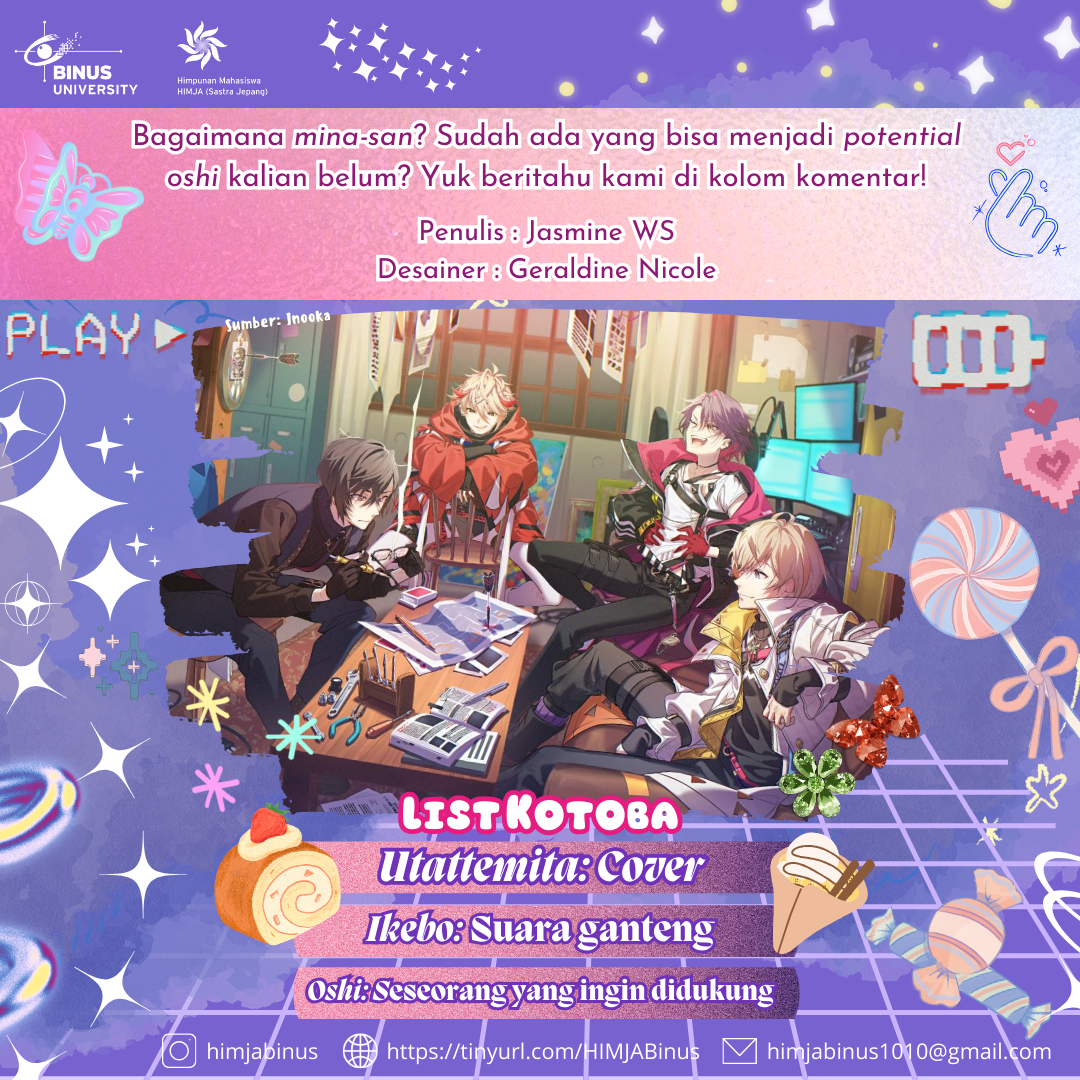 BINUS
UNIVERSITY
Himpunan Mahasiswa
HIMJA (Sastra Jepang)
Bagaimana mina-san? Sudah ada yang bisa menjadi potential
oshi kalian belum? Yuk beritahu kami di kolom komentar!
Penulis : Jasmine WS
Desainer : Geraldine Nicole
PLAY
Sumber: Inooka
LIST KOTOBA
Utattemita: Cover
Ikebo: Suara ganteng
Oshi: Seseorang yang ingin didukung
himjabinus
https://tinyurl.com/HIMJABinus
himjabinus1010@gmail.com